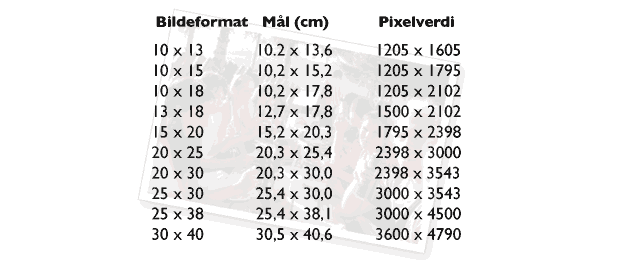 Bildeformat Mål (cm) Pixelverdi
10 x 13 10.2 x 13,6 1205 x 1605
10 x 15 10,2 x 15,2 1205 x 1795
10 x 18 10,2 x 17,8 1205 x 2102
13 x 18 12,7 x 17,8 1500 x 2102
15 x 20 15,2 x 20,3 1795 x 2398
20 x 25 20,3 x 25,4 2398 x 3000
20 x 30 20,3 x 30,0 2398 x 3543
25 x 30 25,4 x 30,0 3000 x 3543
25 x 38 25,4 x 38,1 3000 x 4500
30 x 40 30,5 x 40,6 3600 x 4790